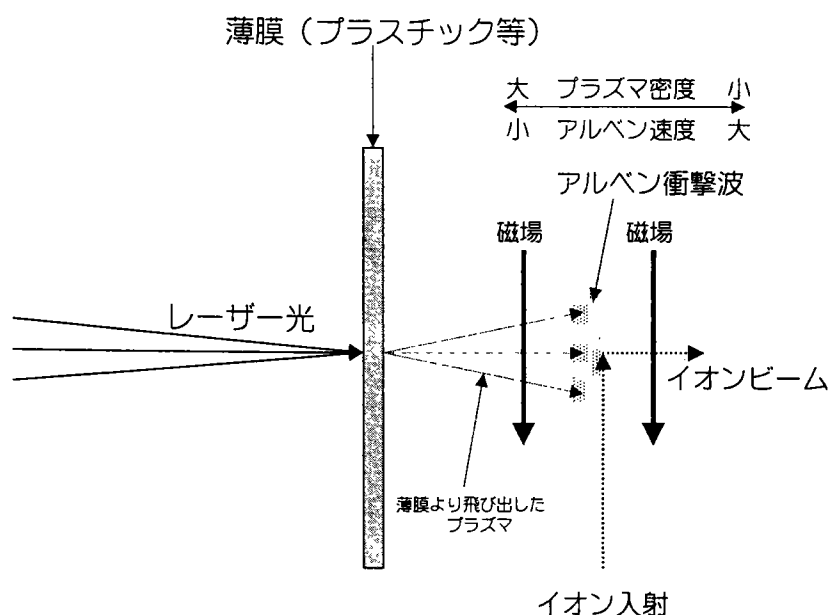 薄膜(プラスチック等)
大 プラズマ密度 小
小 アルベン速度 大
アルベン衝撃波
磁場 磁場
レーザー光
イオンビーム
薄膜より飛び出した
プラズマ
イオン入射